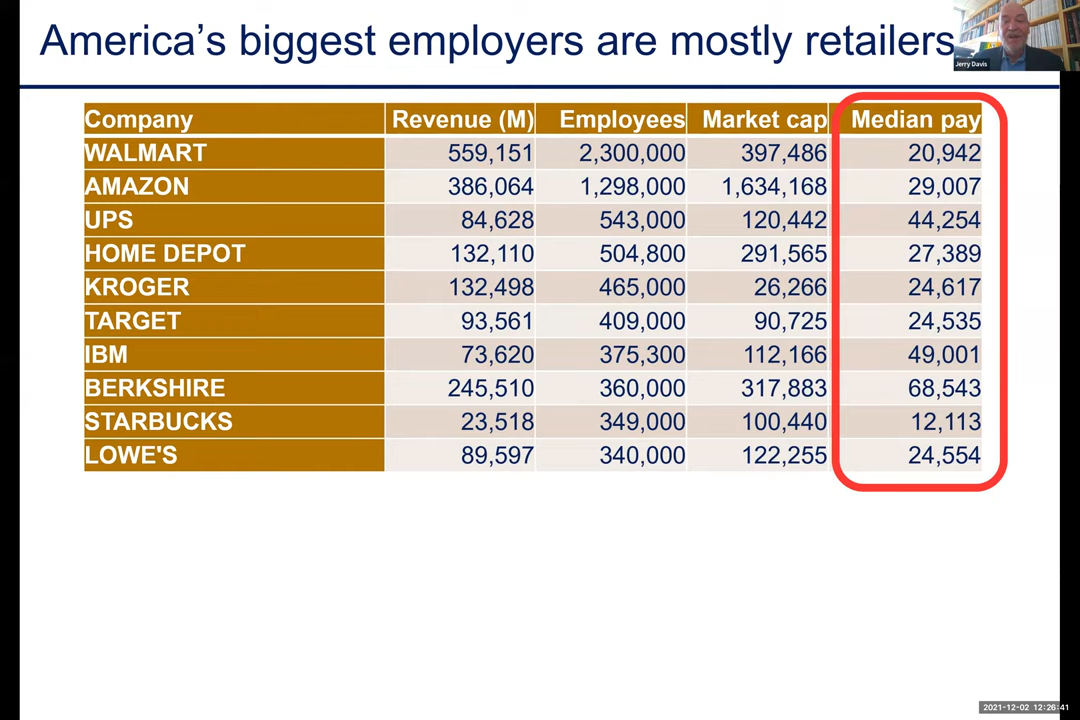 America's biggest employers are mostly retailers
Jerry Davis
Company Revenue (M) Employees Market cap Median pay
WALMART 559,151 2,300,000 397,486 20,942
AMAZON 386,064 1,298,000 1,634,168 29,007
UPS 84,628 543,000 120,442 44,254
HOME DEPOT 132,110 504,800 291,565 27,389
KROGER 132,498 465,000 26,266 24,617
TARGET 93,561 409,000 90,725 24,535
IBM 73,620 375,300 112,166 49,001
BERKSHIRE 245,510 360,000 317,883 68,543
STARBUCKS 23,518 349,000 100,440 12,113
LOWE'S 89,597 340,000 122,255 24,554
2021-12-02 12:26:41